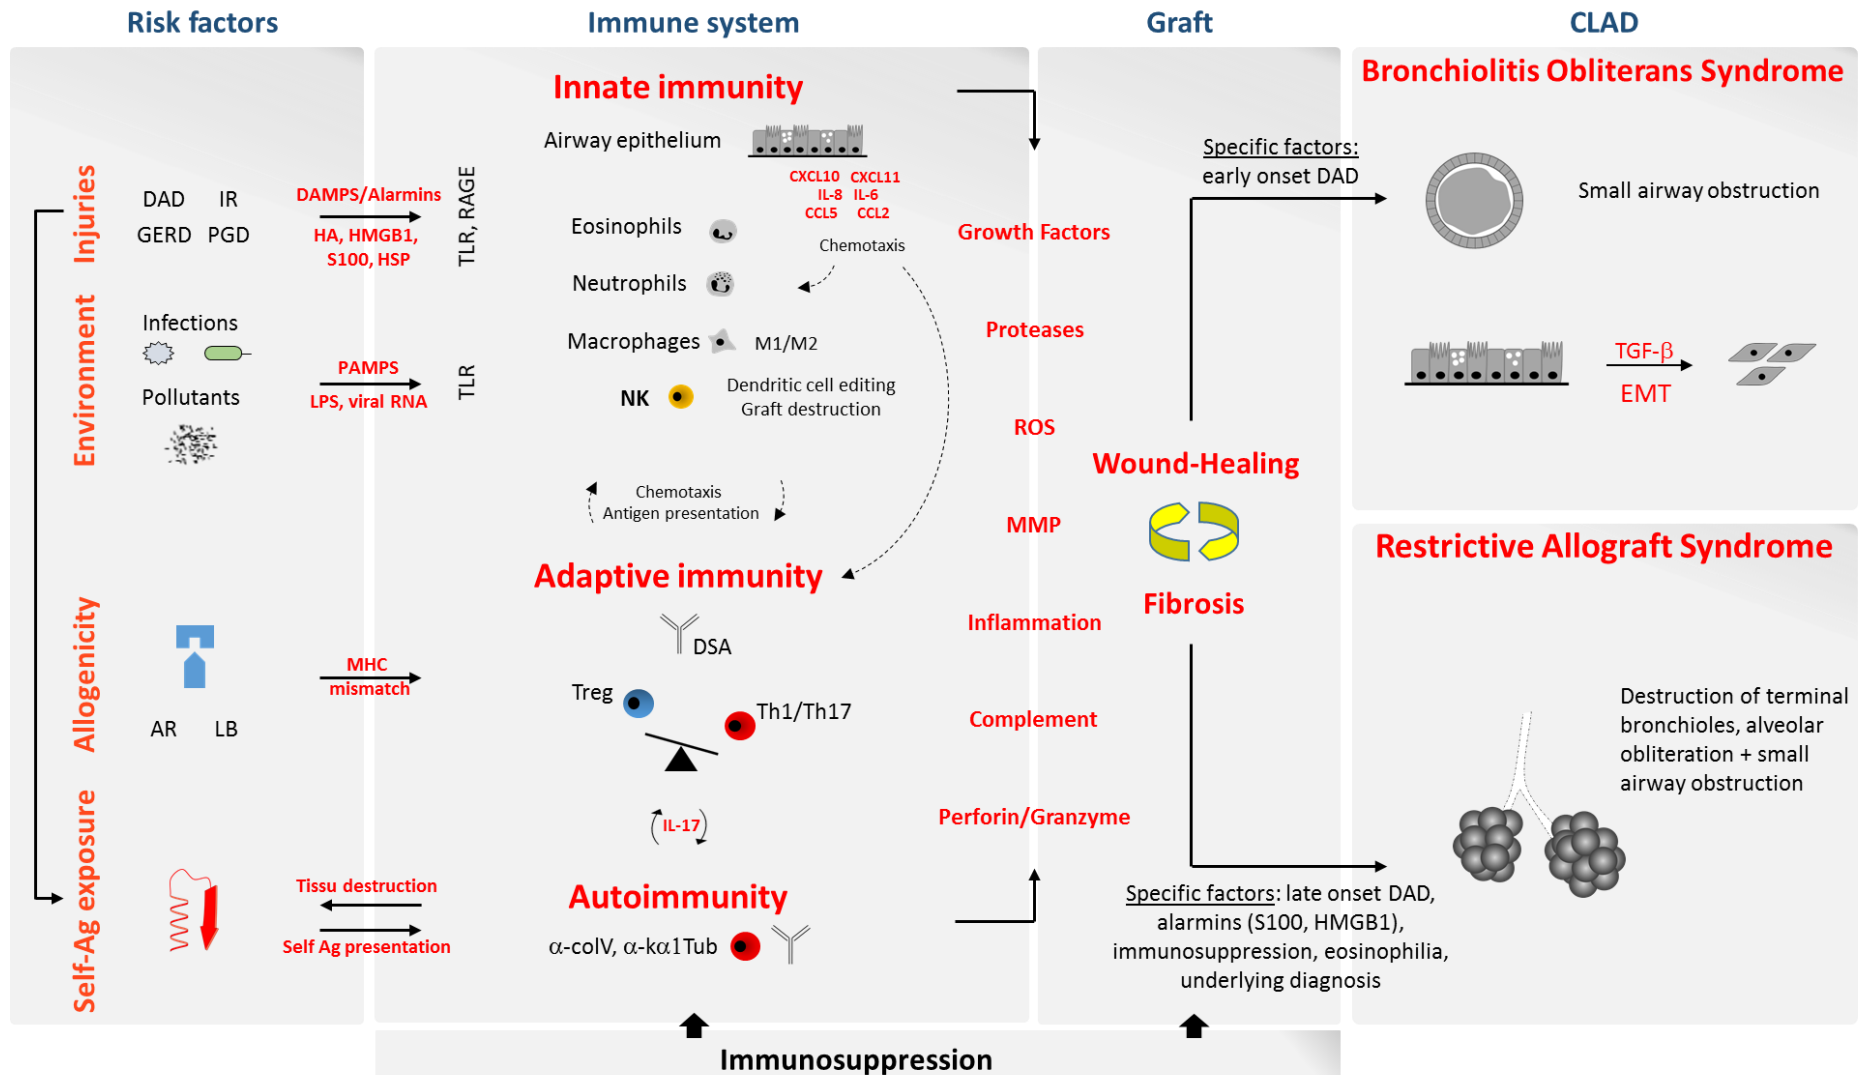 Risk factors
Immune system
Graft
CLAD
Injuries
DAD IR
GERD PGD
DAMPS/Alarmins
HA, HMGB1,
S100, HSP
TLR, RAGE
Environment
Infections
Pollutants
PAMPS
LPS, viral RNA
TLR
Allogenicity
AR LB
MHC
mismatch
Self-Ag exposure
Tissu destruction
Self Ag presentation
Innate immunity
Airway epithelium
CXCL10 CXCL11
IL-8 IL-6
CCL5 CCL2
Chemotaxis
Eosinophils
Neutrophils
Macrophages
M1/M2
NK
Dendritic cell editing
Graft destruction
Chemotaxis
Antigen presentation
Adaptive immunity
DSA
Treg
Th1/Th17
IL-17
Autoimmunity
α-colV, α-kα1Tub
Growth Factors
Proteases
ROS
MMP
Inflammation
Complement
Perforin/Granzyme
Wound-Healing
Fibrosis
Specific factors:
early onset DAD
Specific factors: late onset DAD,
alarmins (S100, HMGB1),
immunosuppression, eosinophilia,
underlying diagnosis
Bronchiolitis Obliterans Syndrome
Small airway obstruction
TGF-β
EMT
Restrictive Allograft Syndrome
Destruction of terminal
bronchioles, alveolar
obliteration + small
airway obstruction
Immunosuppression